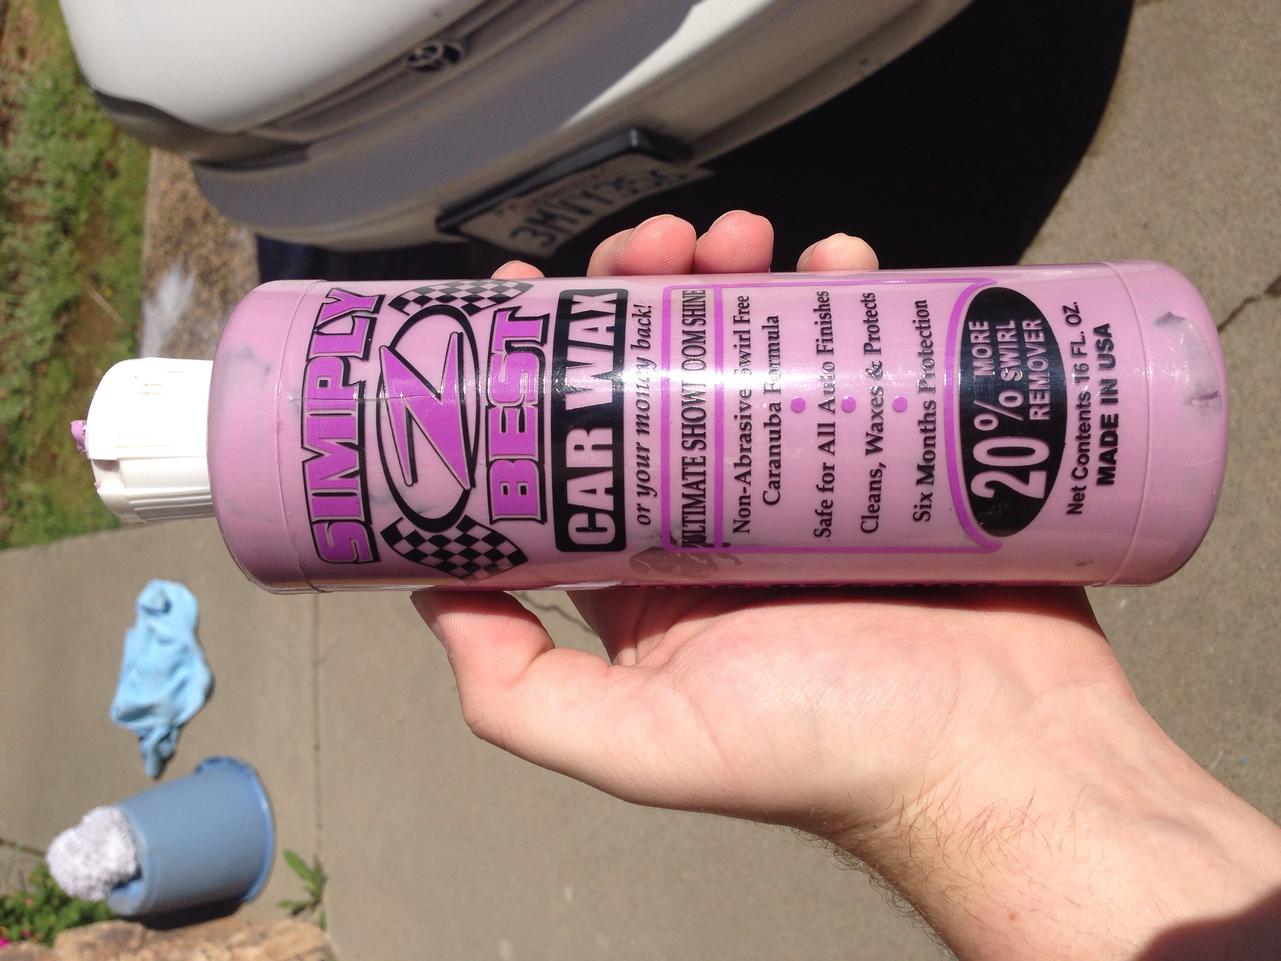 SIMPLY
Z
BEST
CAR WAX
or your money back!
ULTIMATE SHOWROOM SHINE
Non-Abrasive Swirl Free
Caranuba Formula
Safe for All Auto Finishes
Cleans, Waxes & Protects
Six Months Protection
20% MORE
SWIRL
REMOVER
Net Contents 16 FL. OZ.
MADE IN USA